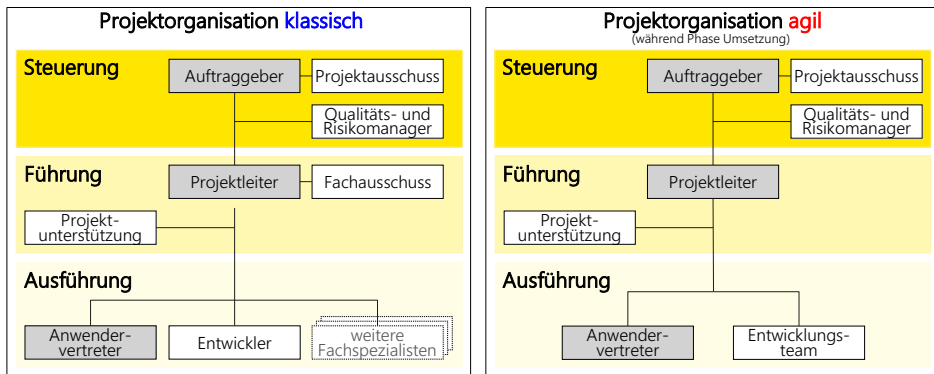 Projektorganisation klassisch
Steuerung
Auftraggeber
Projektausschuss
Qualitäts- und
Risikomanager
Führung
Projektleiter
Fachausschuss
Projekt-
unterstützung
Ausführung
Anwender-
vertreter
Entwickler
weitere
Fachspezialisten
Projektorganisation agil
(während Phase Umsetzung)
Steuerung
Auftraggeber
Projektausschuss
Qualitäts- und
Risikomanager
Führung
Projektleiter
Projekt-
unterstützung
Ausführung
Anwender-
vertreter
Entwicklungs-
team